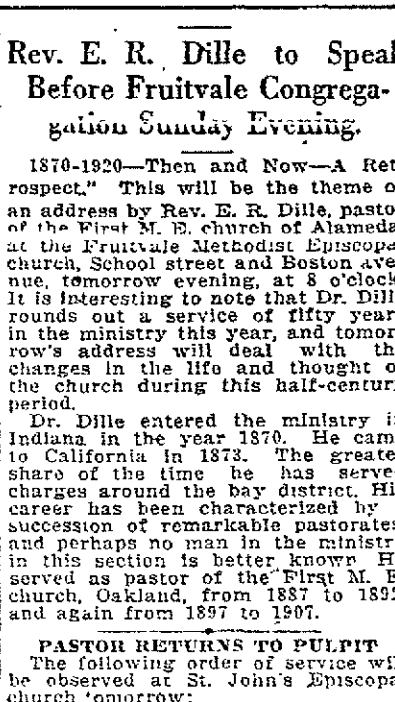 Rev. E. R. Dille to Speak
Before Fruitvale Congrega-
gation Sunday Evening.
1870-1920—Then and Now—A Ret
rospect." This will be the theme o
an address by Rev. E. R. Dille, pasto
of the First M. E. church of Alameda
at the Fruitvale Methodist Episcopa
church, School street and Boston ave
nue, tomorrow evening, at 8 o'clock
It is interesting to note that Dr. Dill
rounds out a service of fifty year
in the ministry this year, and tomor
row's address will deal with th
changes in the life and thought o
the church during this half-centur
period.
Dr. Dille entered the ministry i
Indiana in the year 1870. He cam
to California in 1873. The greate
share of the time he has serve
charges around the bay district. Hi
career has been characterized by
succession of remarkable pastorates
and perhaps no man in the ministr
in this section is better known H
served as pastor of the First M. E
church, Oakland, from 1887 to 189
and again from 1897 to 1907.
PASTOR RETURNS TO PULPIT
The following order of service wil
be observed at St. John's Episcopa
church tomorrow: